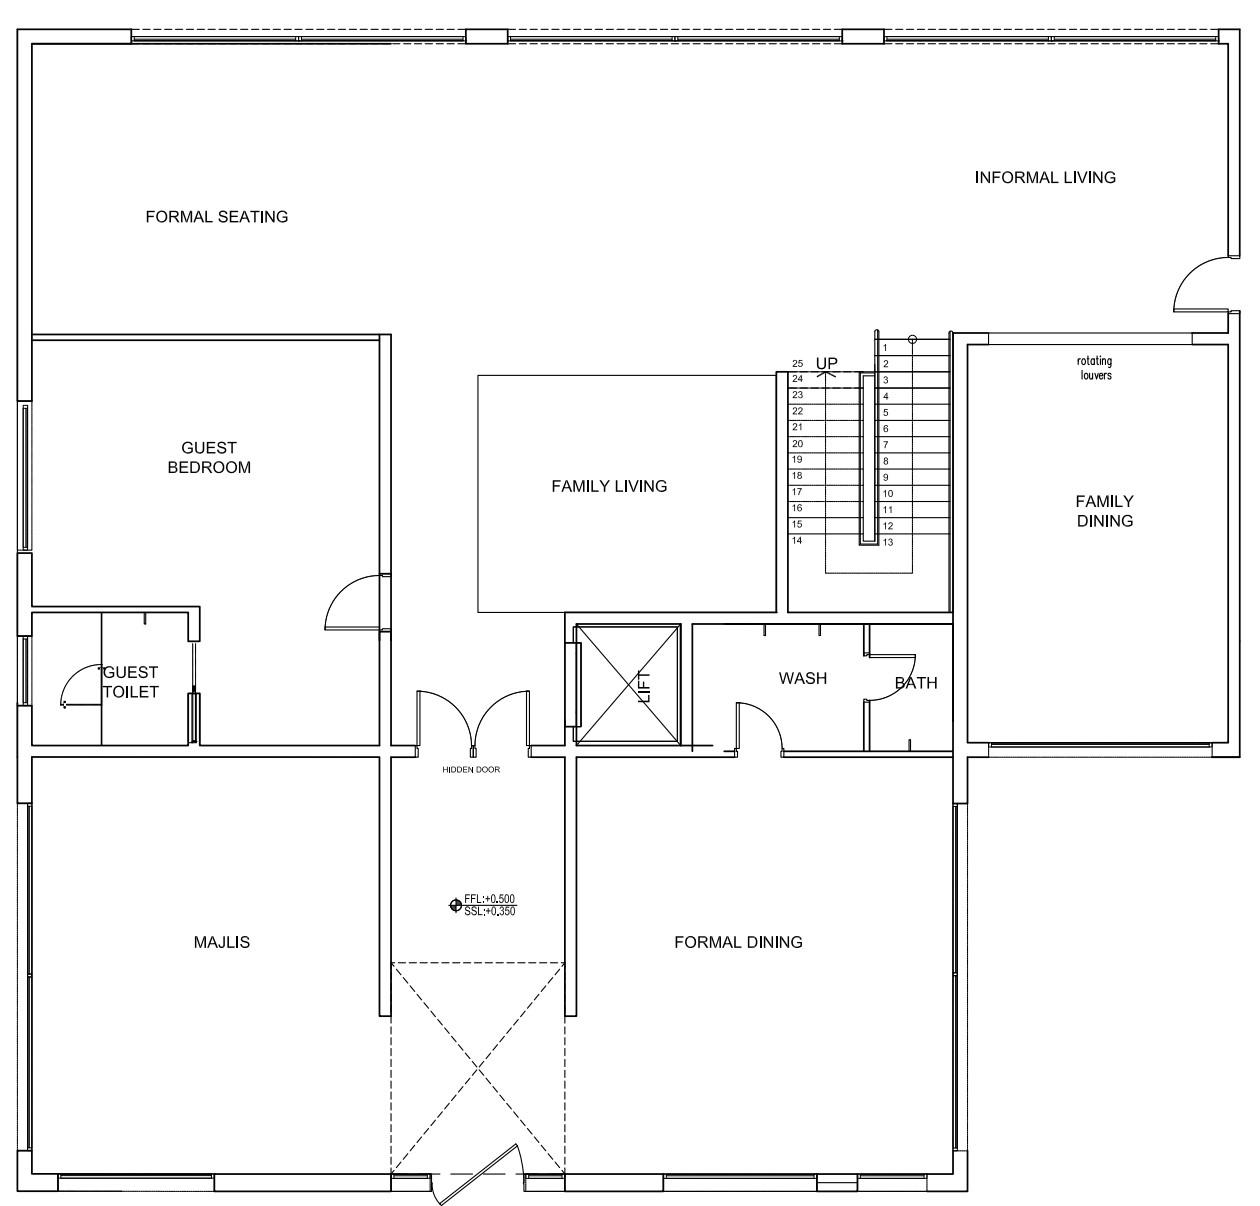 INFORMAL LIVING
FORMAL SEATING
rotating
louvers
UP
25
24
23
22
21
20
19
18
17
16
15
14
1
2
3
4
5
6
7
8
9
10
11
12
13
GUEST
BEDROOM
FAMILY LIVING
FAMILY
DINING
GUEST
TOILET
LIFT
WASH
BATH
HIDDEN DOOR
FFL:+0.500
SSL:+0.350
MAJLIS
FORMAL DINING